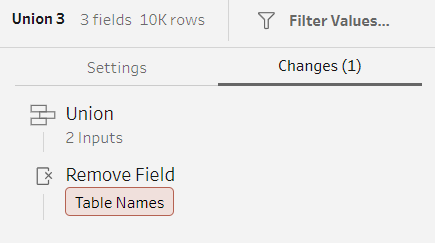 Union 3 3 fields 10K rows Filter Values...
Settings Changes (1)
Union
2 Inputs
Remove Field
Table Names